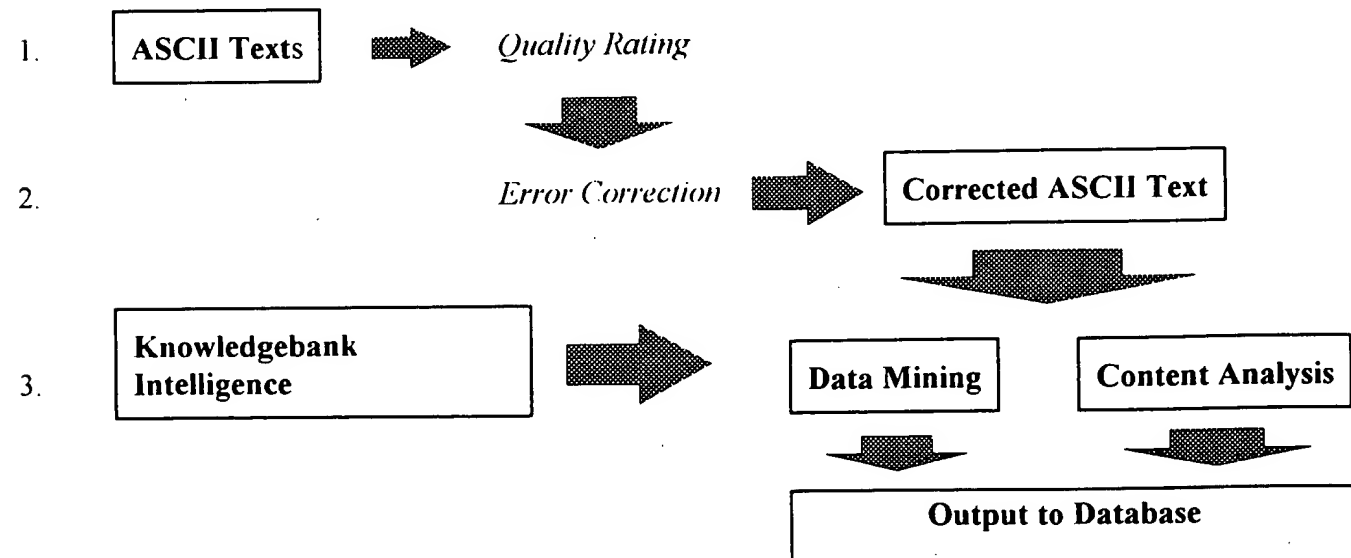 1. ASCII Texts Quality Rating
2. Error Correction Corrected ASCII Text
Knowledgebank
3. Intelligence Data Mining Content Analysis
Output to Database